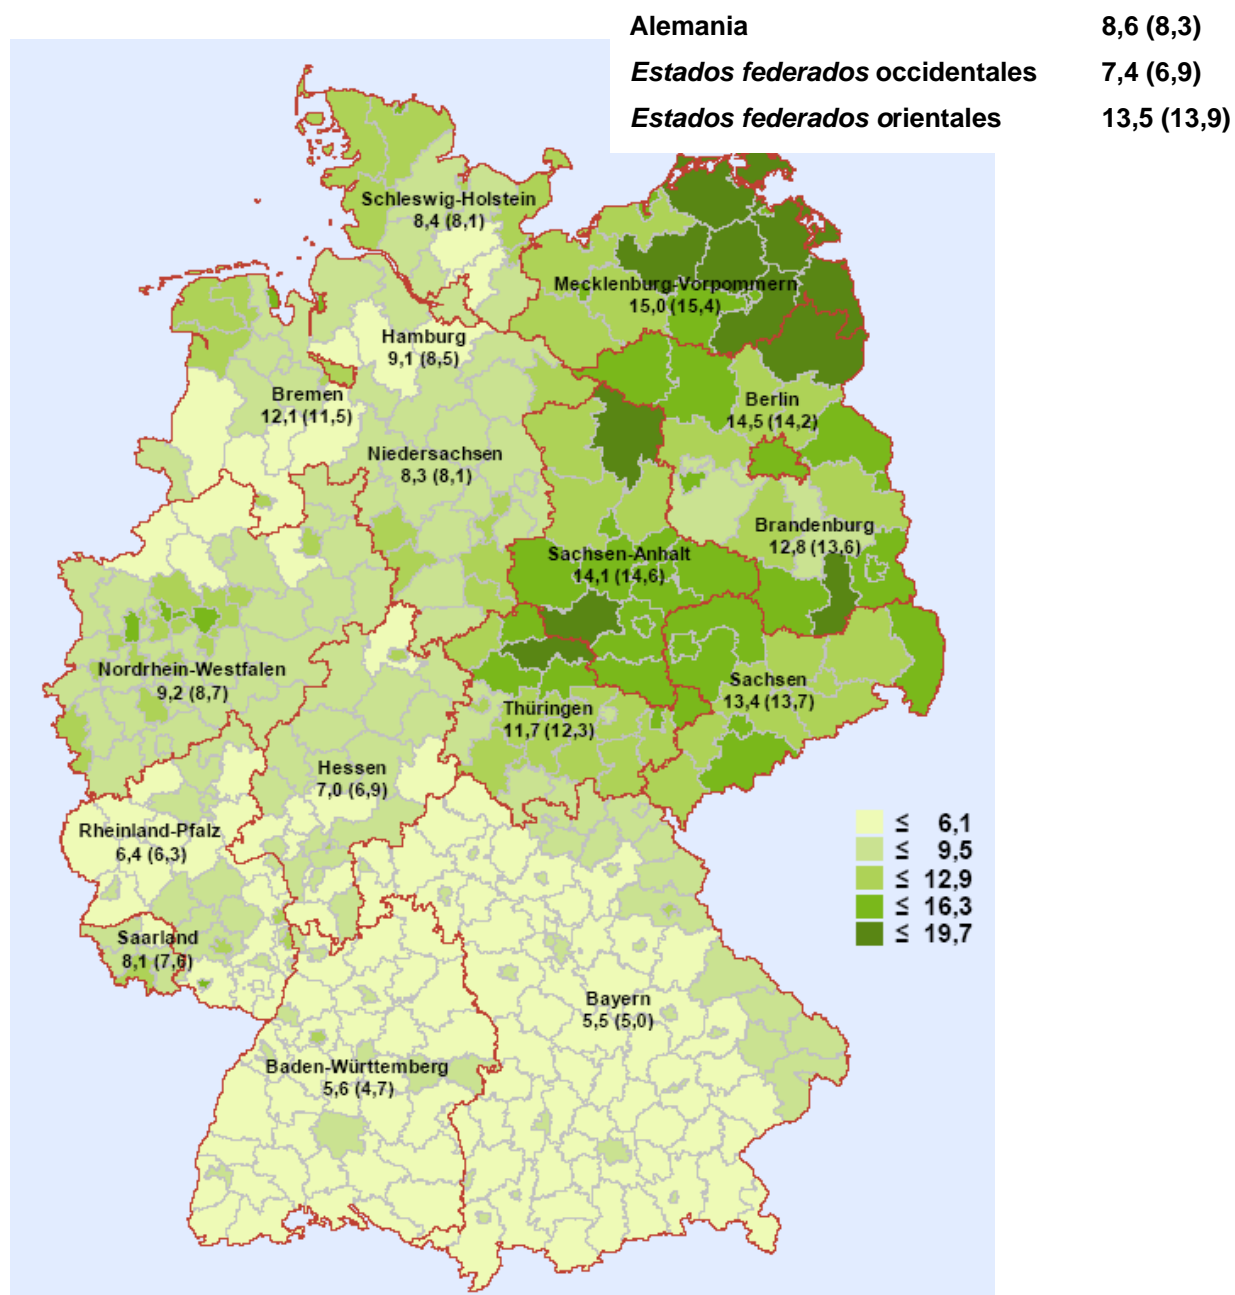 Alemania 8,6 (8,3)
Estados federados occidentales 7,4 (6,9)
Estados federados orientales 13,5 (13,9)
Schleswig-Holstein
8,4 (8,1)
Mecklenburg-Vorpommern
15,0 (15,4)
Hamburg
9,1 (8,5)
Bremen
12,1 (11,5)
Berlin
14,5 (14,2)
Niedersachsen
8,3 (8,1)
Brandenburg
12,8 (13,6)
Sachsen-Anhalt
14,1 (14,6)
Nordrhein-Westfalen
9,2 (8,7)
Sachsen
13,4 (13,7)
Thüringen
11,7 (12,3)
Hessen
7,0 (6,9)
Rheinland-Pfalz
6,4 (6,3)
≤ 6,1
≤ 9,5
≤ 12,9
≤ 16,3
≤ 19,7
Saarland
8,1 (7,6)
Bayern
5,5 (5,0)
Baden-Württemberg
5,6 (4,7)